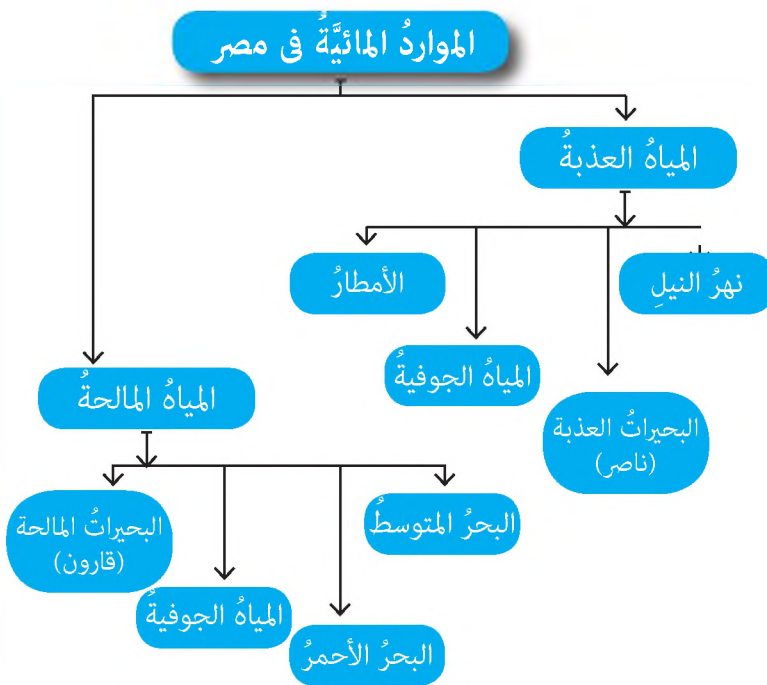 المواردُ المائيَّةُ فى مصر
المياهُ العذبةُ
نهرُ النيلِ
الأمطارُ
المياهُ الجوفيةُ
البحيراتُ العذبة
(ناصر)
المياهُ المالحةُ
البحرُ المتوسطُ
البحيراتُ المالحة
(قارون)
المياهُ الجوفيةُ
البحرُ الأحمرُ